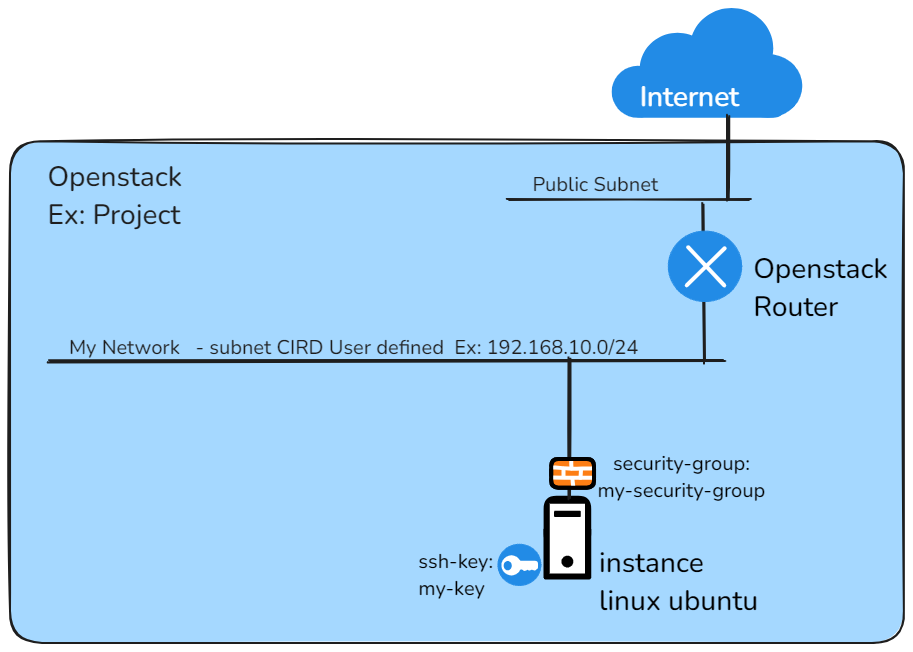 Internet
Openstack
Ex: Project
Public Subnet
Openstack
Router
My Network - subnet CIRD User defined Ex: 192.168.10.0/24
security-group:
my-security-group
ssh-key:
my-key
instance
linux ubuntu